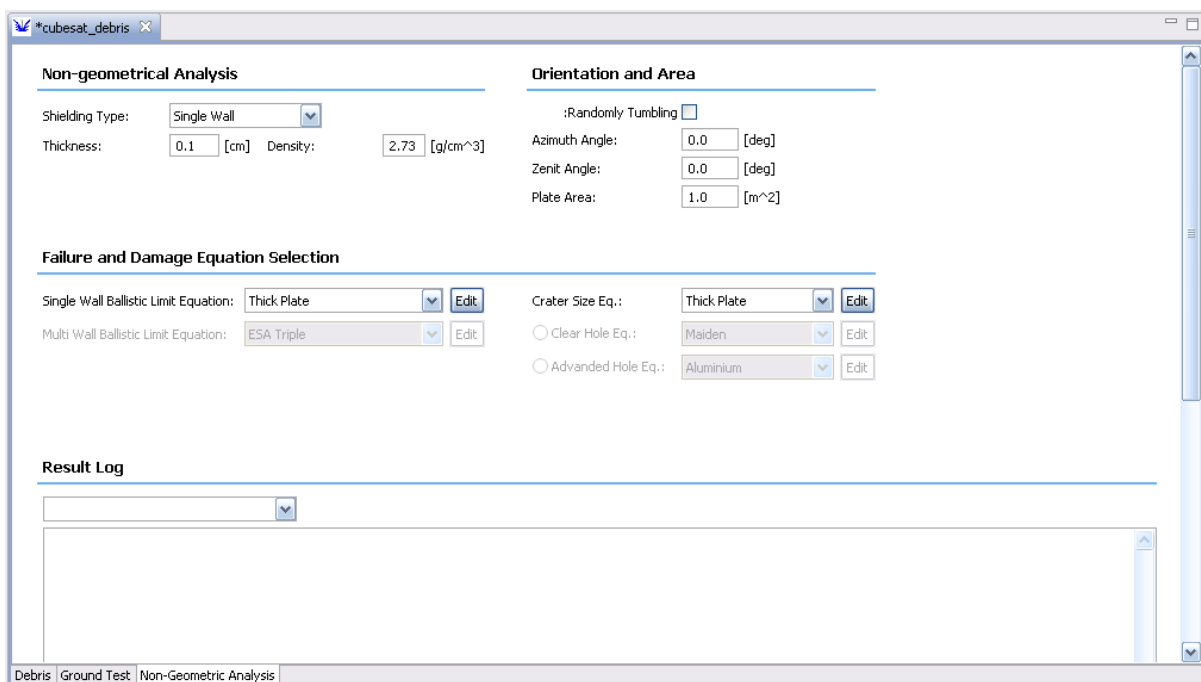 *cubesat_debris
Non-geometrical Analysis
Shielding Type: Single Wall
Thickness: 0.1 [cm] Density: 2.73 [g/cm^3]
Orientation and Area
:Randomly Tumbling
Azimuth Angle: 0.0 [deg]
Zenit Angle: 0.0 [deg]
Plate Area: 1.0 [m^2]
Failure and Damage Equation Selection
Single Wall Ballistic Limit Equation: Thick Plate Edit
Multi Wall Ballistic Limit Equation: ESA Triple Edit
Crater Size Eq.: Thick Plate Edit
Clear Hole Eq.: Maiden Edit
Advanded Hole Eq.: Aluminium Edit
Result Log
Debris Ground Test Non-Geometric Analysis